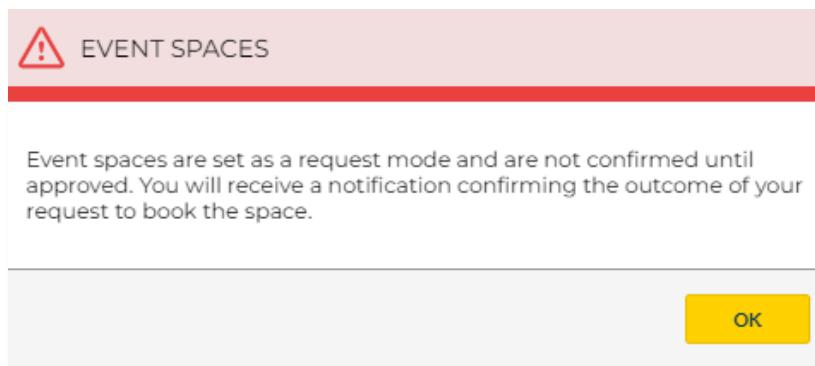 EVENT SPACES
Event spaces are set as a request mode and are not confirmed until
approved. You will receive a notification confirming the outcome of your
request to book the space.
OK